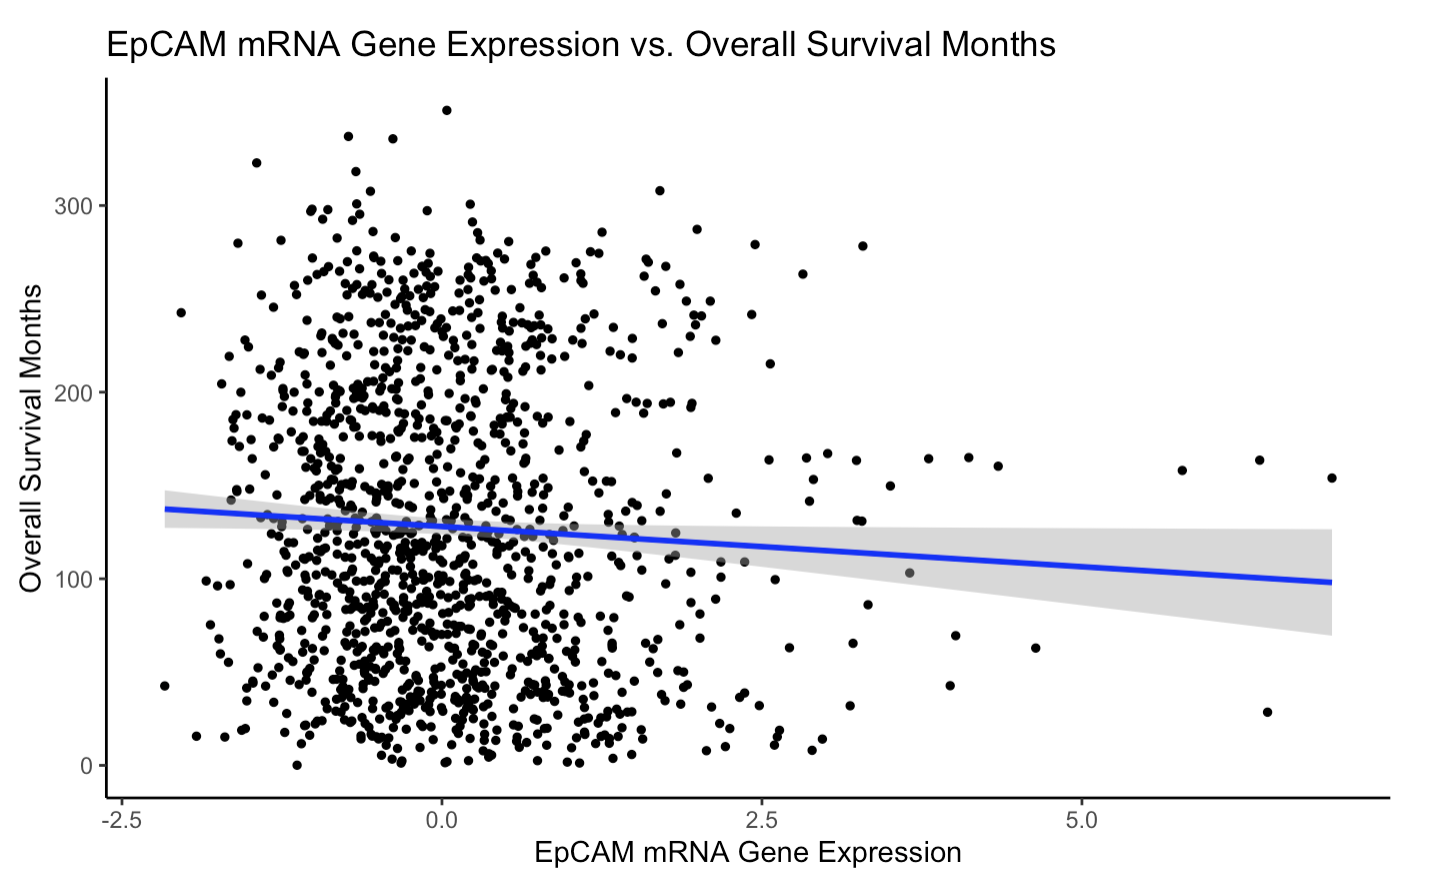 EpCAM mRNA Gene Expression vs. Overall Survival Months
Overall Survival Months
300
200
100
0
-2.5 0.0 2.5 5.0
EpCAM mRNA Gene Expression